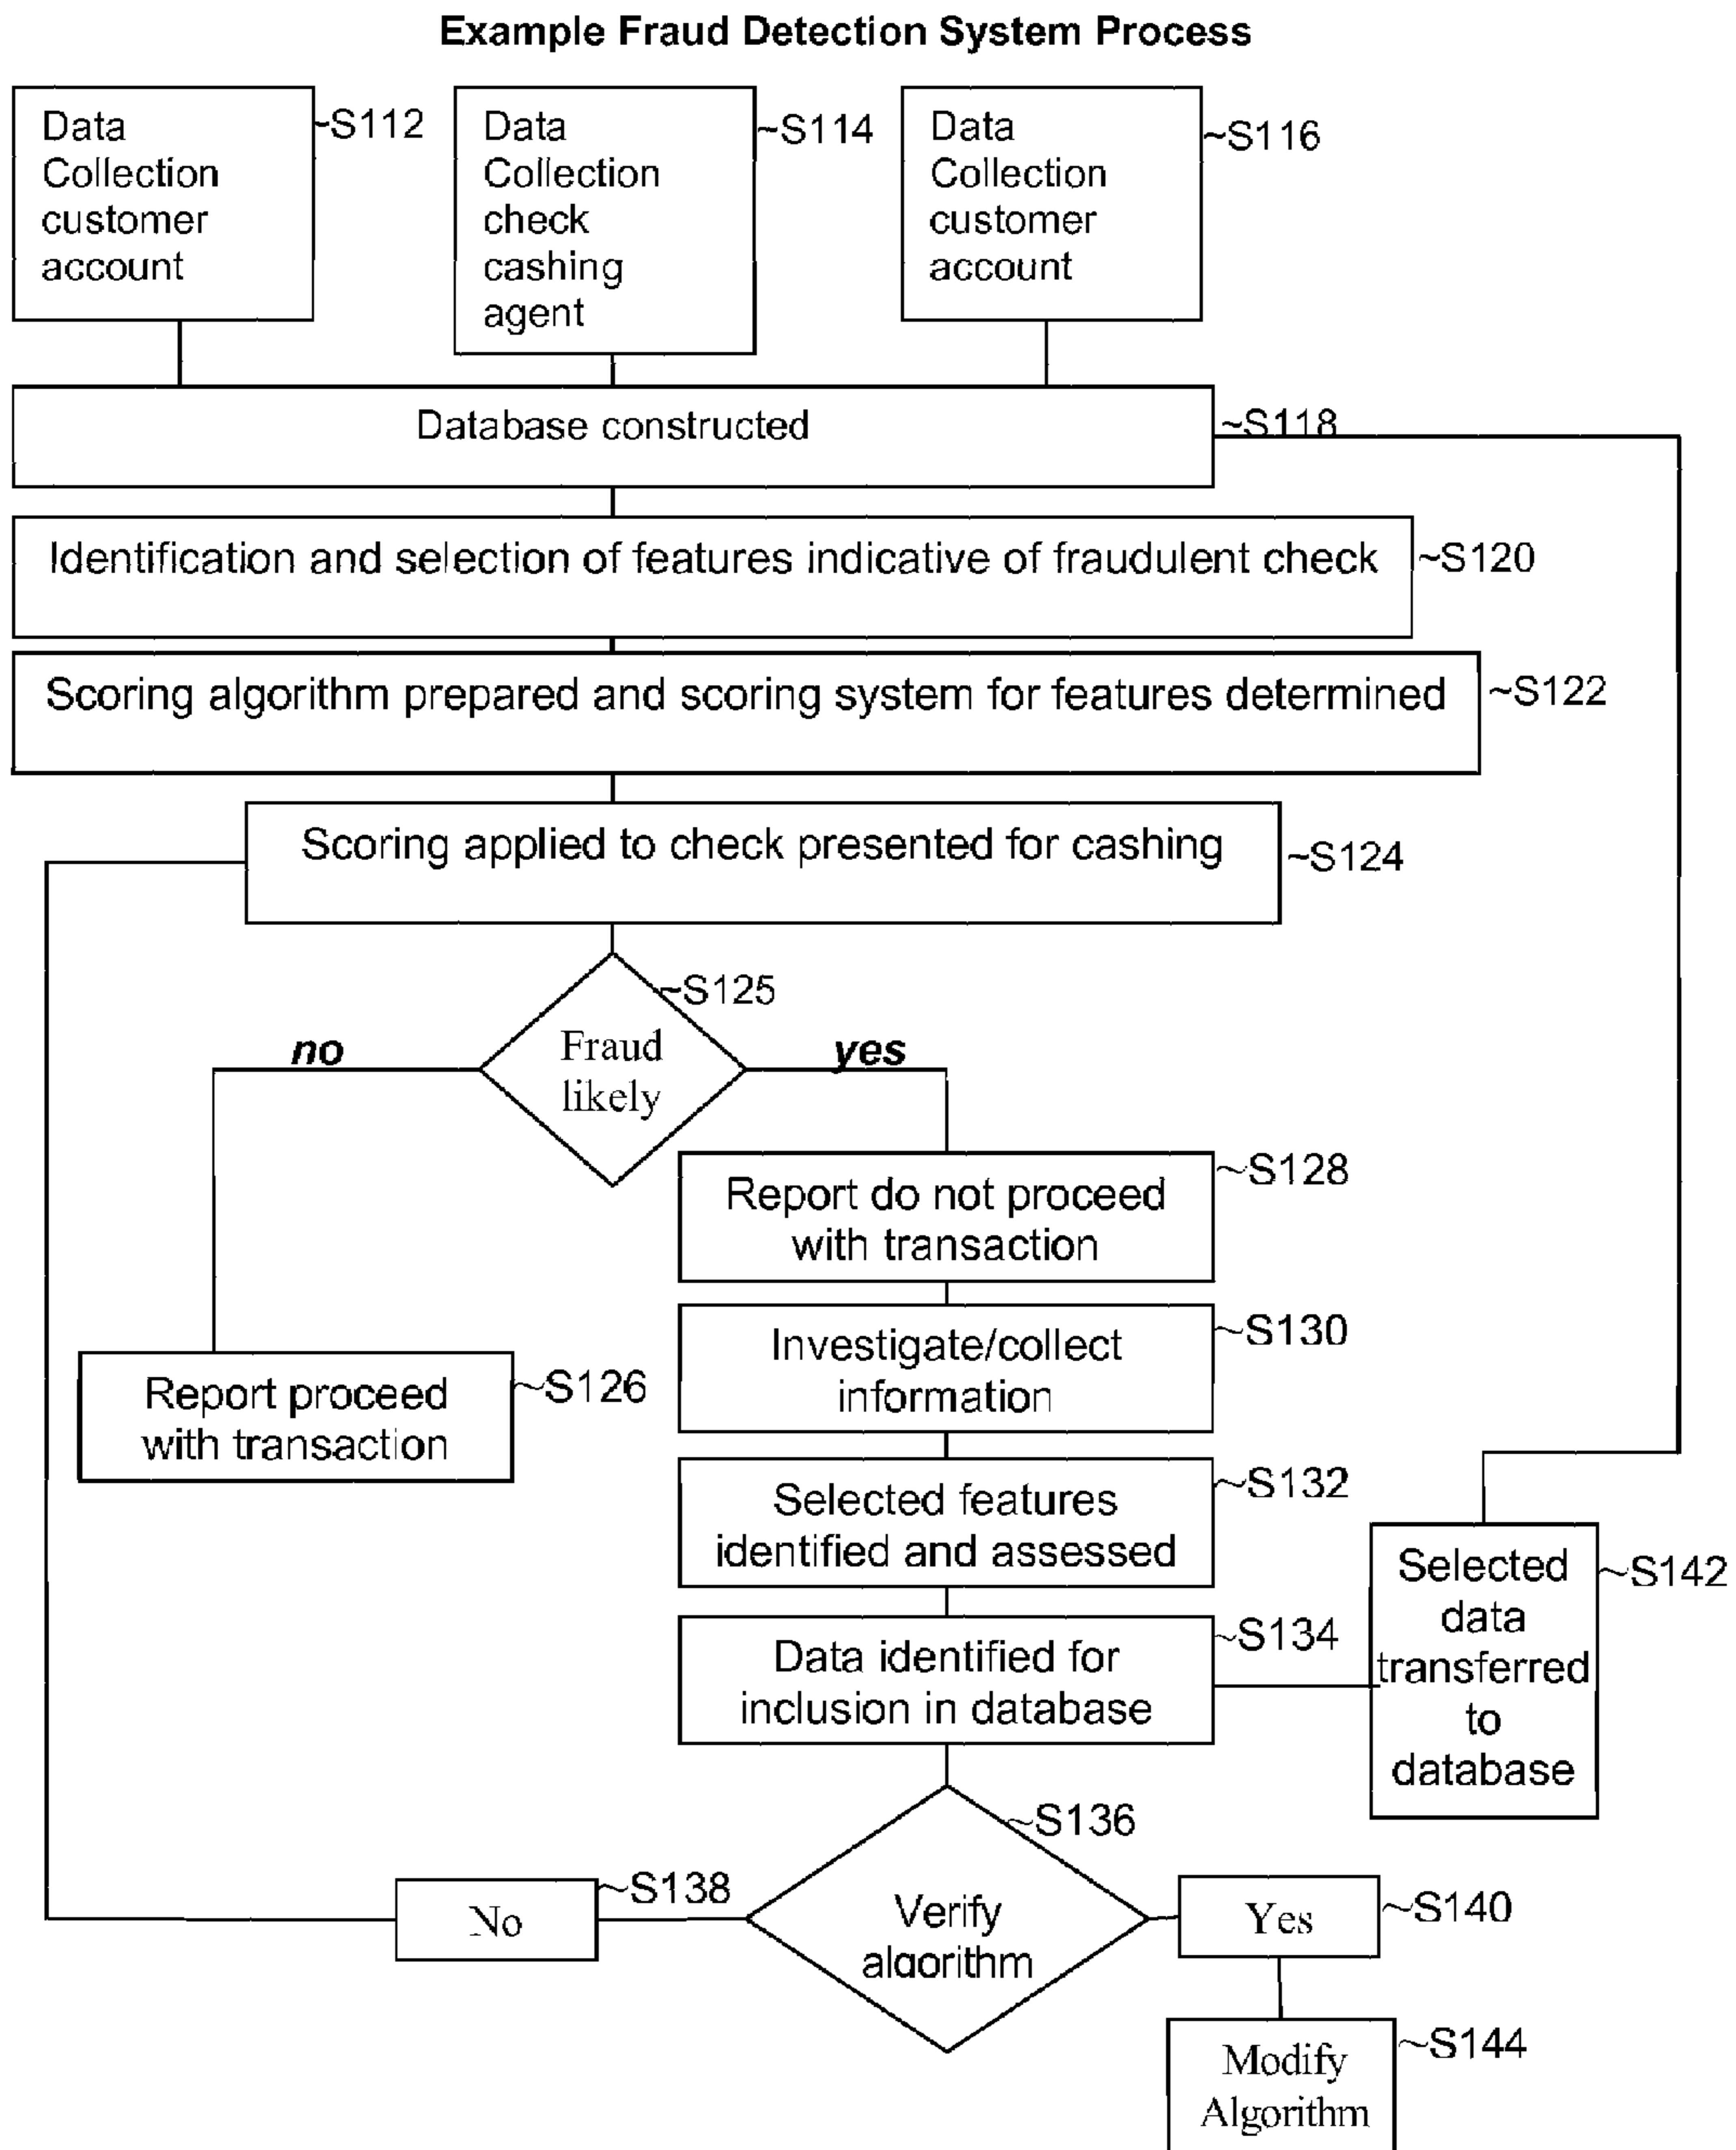 Example Fraud Detection System Process
Data
Collection
customer
account
~S112
Data
Collection
check
cashing
agent
~S114
Data
Collection
customer
account
~S116
Database constructed
~S118
Identification and selection of features indicative of fraudulent check
~S120
Scoring algorithm prepared and scoring system for features determined
~S122
Scoring applied to check presented for cashing
~S124
~S125
no
Fraud
likely
yes
Report do not proceed
with transaction
~S128
Investigate/collect
information
~S130
Report proceed
with transaction
~S126
Selected features
identified and assessed
~S132
Selected
data
transferred
to
database
~S142
Data identified for
inclusion in database
~S134
~S136
No
~S138
Verify
algorithm
Yes
~S140
Modify
Algorithm
~S144